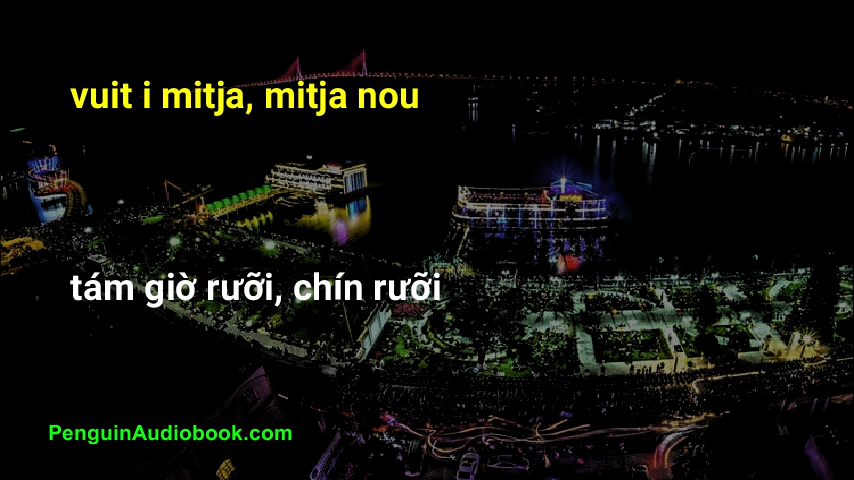 vuit i mitja, mitja nou
tám giờ rưỡi, chín rưỡi
PenguinAudiobook.com